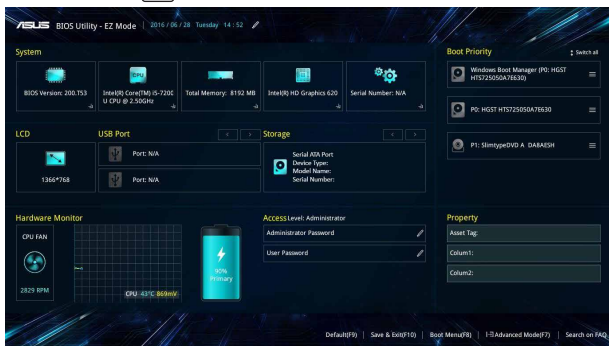 ASUS BIOS Utility - EZ Mode 2016 / 06 / 28 Tuesday 14 : 52
System
BIOS Version: 200.T53
CPU
Intel(R) Core(TM) i5-7200
U CPU @ 2.50GHz
Total Memory: 8192 MB
Intel(R) HD Graphics 620
Serial Number: N/A
Boot Priority
Switch all
Windows Boot Manager (P0: HGST
HTS725050A7E630)
P0: HGST HTS725050A7E630
P1: SlimtypeDVD A DA8AESH
LCD
1366*768
USB Port
Port: N/A
Port: N/A
Storage
Serial ATA Port
Device Type:
Model Name:
Serial Number:
Hardware Monitor
CPU FAN
2829 RPM
CPU 43°C 869mV
90%
Primary
Access Level: Administrator
Administrator Password
User Password
Property
Asset Tag:
Colum1:
Colum2:
Default(F9) Save & Exit(F10) Boot Menu(F8) Advanced Mode(F7) Search on FAQ